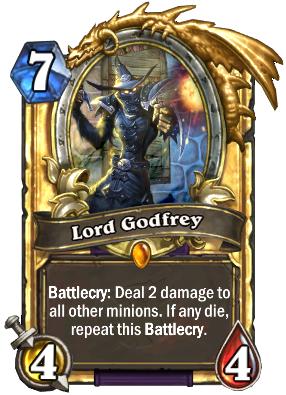 7
Lord Godfrey
Battlecry: Deal 2 damage to
all other minions. If any die,
repeat this Battlecry.
4 4